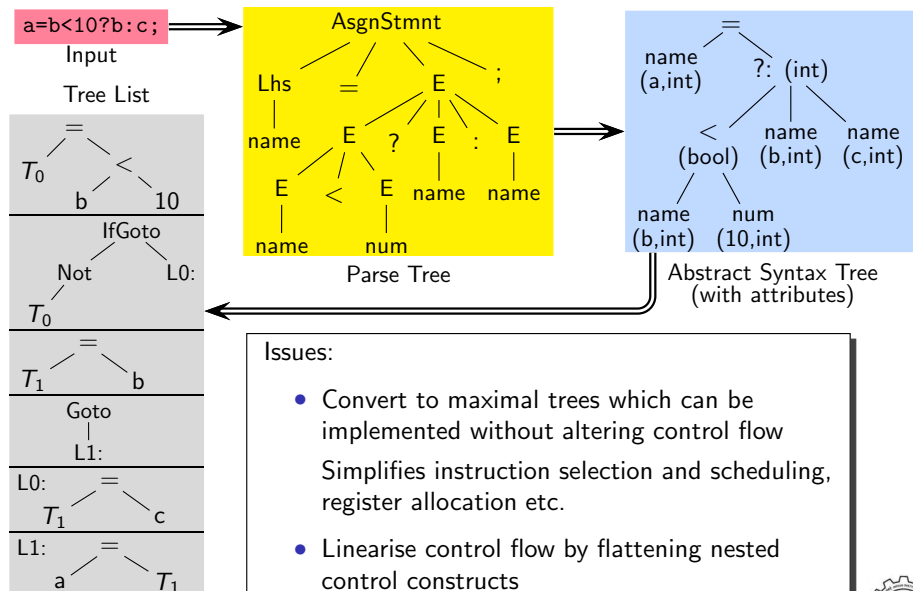 a=b<10?b:c;
Input
AsgnStmnt
Lhs = E ;
name E ? E : E
E < E name name
name num
Parse Tree
=
name
(a,int)
?: (int)
<
(bool)
name
(b,int)
name
(c,int)
name
(b,int)
num
(10,int)
Abstract Syntax Tree
(with attributes)
Tree List
=
T0 <
b 10
IfGoto
Not L0:
T0
=
T1 b
Goto
L1:
L0: =
T1 c
L1: =
a T1
Issues:
• Convert to maximal trees which can be
implemented without altering control flow
Simplifies instruction selection and scheduling,
register allocation etc.
• Linearise control flow by flattening nested
control constructs